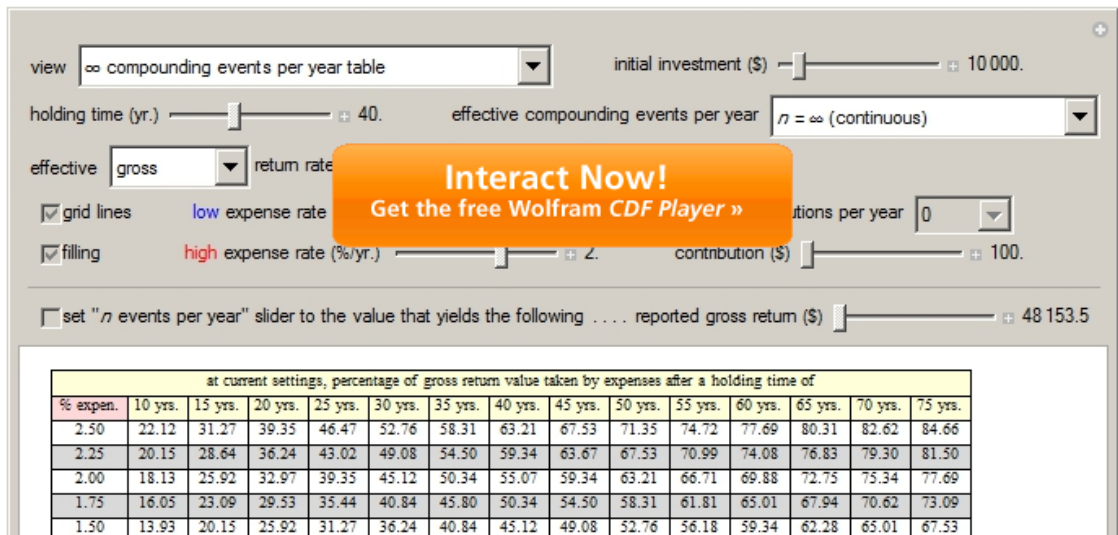 view ∞ compounding events per year table initial investment ($) 10 000.
holding time (yr.) 40. effective compounding events per year n = ∞ (continuous)
effective gross return rate
Interact Now!
Get the free Wolfram CDF Player »
grid lines low expense rate utions per year 0
filling high expense rate (%/yr.) 2. contribution ($) 100.
set "n events per year" slider to the value that yields the following . . . . reported gross return ($) 48 153.5
at current settings, percentage of gross return value taken by expenses after a holding time of
% expen. 10 yrs. 15 yrs. 20 yrs. 25 yrs. 30 yrs. 35 yrs. 40 yrs. 45 yrs. 50 yrs. 55 yrs. 60 yrs. 65 yrs. 70 yrs. 75 yrs.
2.50 22.12 31.27 39.35 46.47 52.76 58.31 63.21 67.53 71.35 74.72 77.69 80.31 82.62 84.66
2.25 20.15 28.64 36.24 43.02 49.08 54.50 59.34 63.67 67.53 70.99 74.08 76.83 79.30 81.50
2.00 18.13 25.92 32.97 39.35 45.12 50.34 55.07 59.34 63.21 66.71 69.88 72.75 75.34 77.69
1.75 16.05 23.09 29.53 35.44 40.84 45.80 50.34 54.50 58.31 61.81 65.01 67.94 70.62 73.09
1.50 13.93 20.15 25.92 31.27 36.24 40.84 45.12 49.08 52.76 56.18 59.34 62.28 65.01 67.53